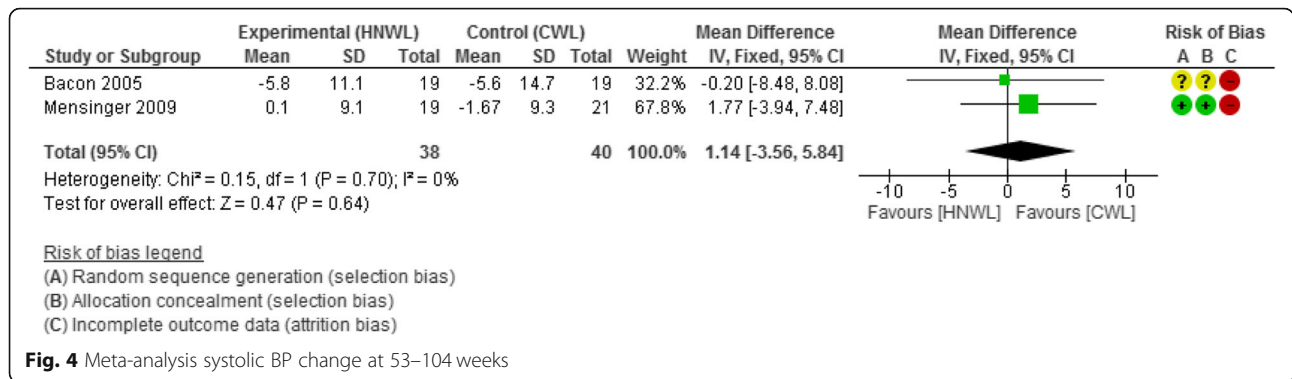 Experimental (HNWL) Control (CWL) Mean Difference Mean Difference Risk of Bias
Study or Subgroup Mean SD Total Mean SD Total Weight IV, Fixed, 95% CI IV, Fixed, 95% CI A B C
Bacon 2005 -5.8 11.1 19 -5.6 14.7 19 32.2% -0.20 [-8.48, 8.08] ? ? -
Mensinger 2009 0.1 9.1 19 -1.67 9.3 21 67.8% 1.77 [-3.94, 7.48] + + -
Total (95% CI) 38 40 100.0% 1.14 [-3.56, 5.84]
Heterogeneity: Chi² = 0.15, df = 1 (P = 0.70); I² = 0%
Test for overall effect: Z = 0.47 (P = 0.64)
-10 -5 0 5 10
Favours [HNWL] Favours [CWL]
Risk of bias legend
(A) Random sequence generation (selection bias)
(B) Allocation concealment (selection bias)
(C) Incomplete outcome data (attrition bias)
Fig. 4 Meta-analysis systolic BP change at 53–104 weeks